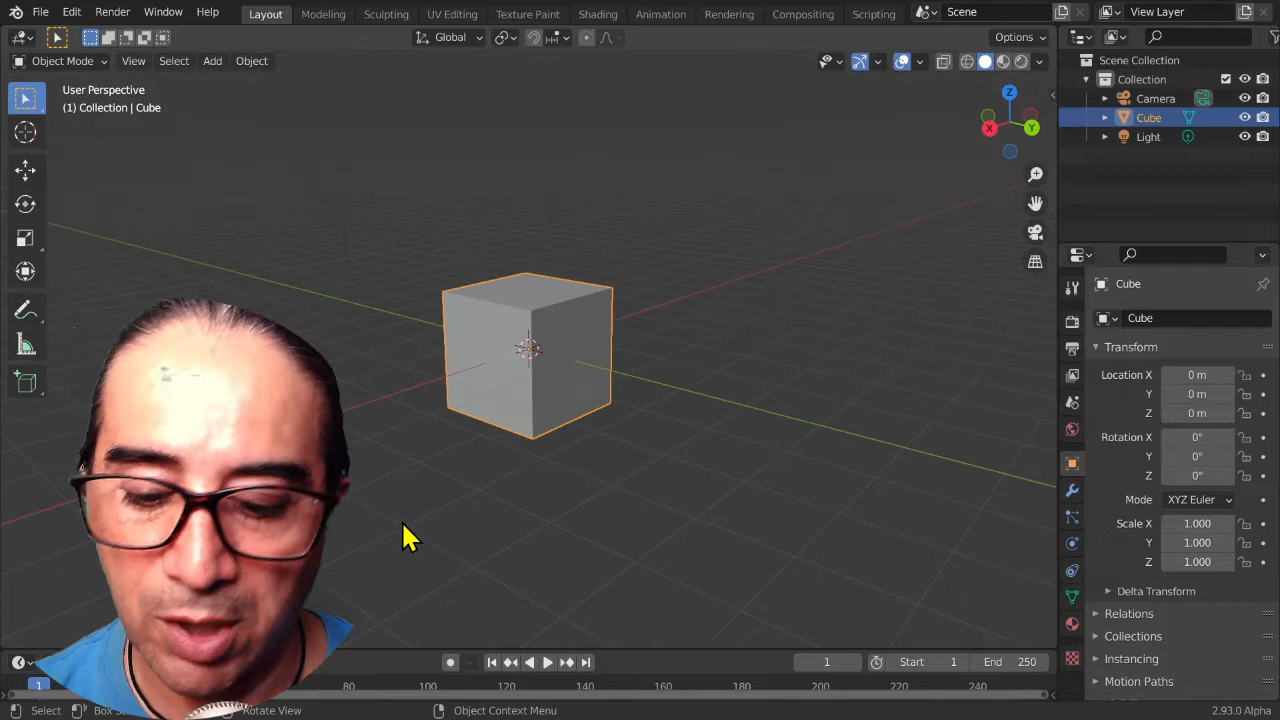 File Edit Render Window Help Layout Modeling Sculpting UV Editing Texture Paint Shading Animation Rendering Compositing Scripting Scene View Layer
Global Options
Object Mode View Select Add Object
User Perspective
(1) Collection | Cube
Z
X
Y
Scene Collection
Collection
Camera
Cube
Light
Cube
Cube
Transform
Location X 0 m
Y 0 m
Z 0 m
Rotation X 0°
Y 0°
Z 0°
Mode XYZ Euler
Scale X 1.000
Y 1.000
Z 1.000
Delta Transform
Relations
Collections
Instancing
Motion Paths
1 Start 1 End 250
1 80 100 120 140 160 180 200 220 240
Select Box Rotate View Object Context Menu 2.93.0 Alpha